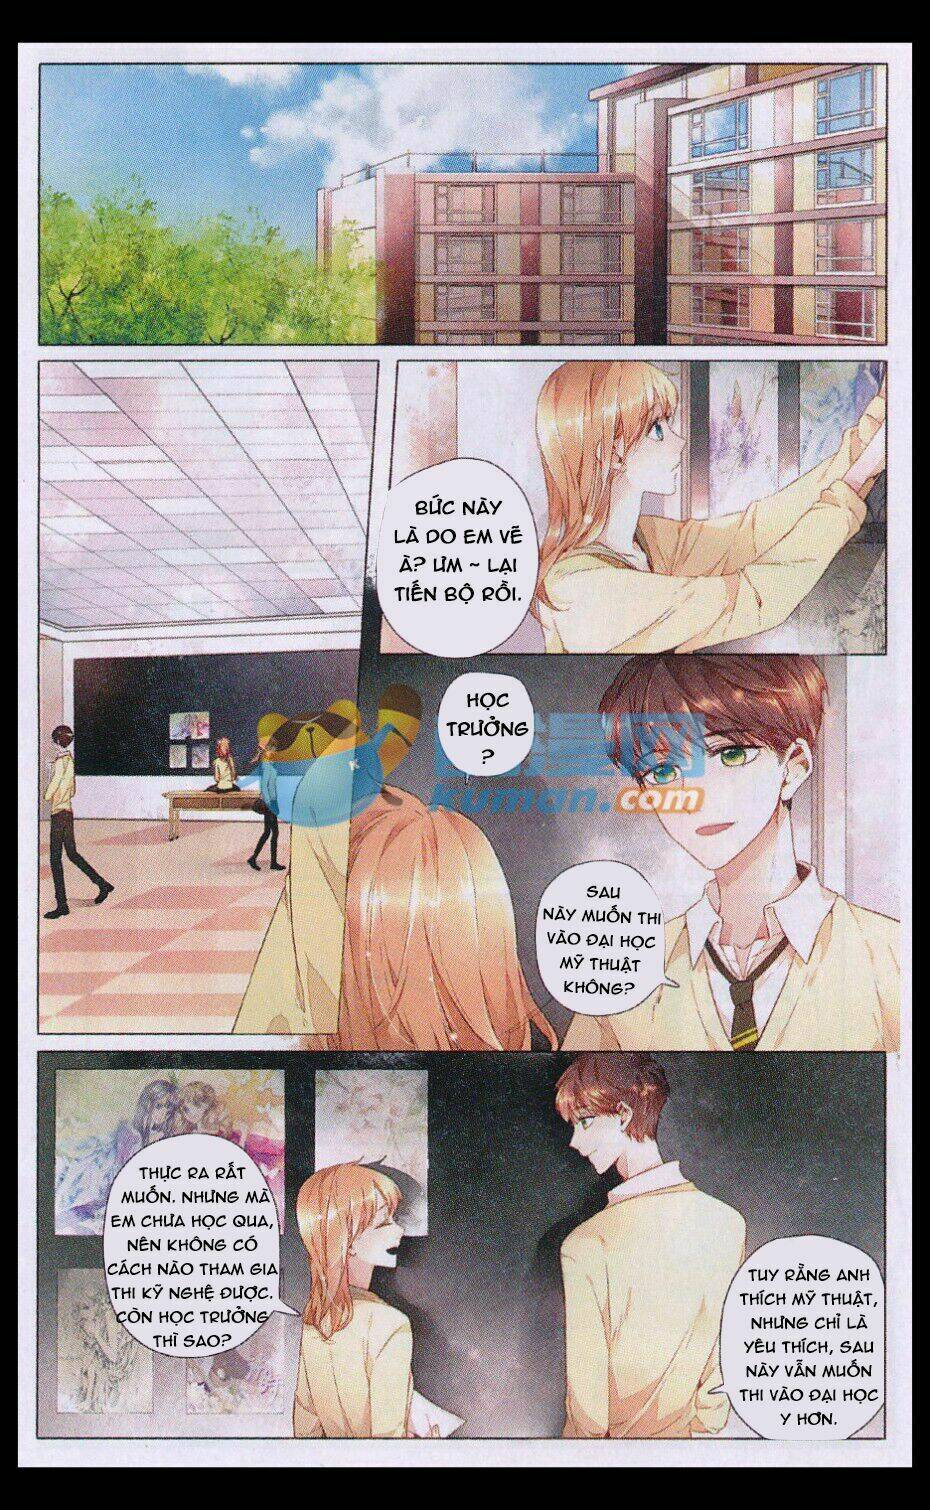 BỨC NÀY
LÀ DO EM VẼ
À? ƯM ~ LẠI
TIẾN BỘ RỒI.
HỌC
TRƯỞNG
?
漫网
kuman.com
SAU
NÀY MUỐN THI
VÀO ĐẠI HỌC
MỸ THUẬT
KHÔNG?
THỰC RA RẤT
MUỐN. NHƯNG MÀ
EM CHƯA HỌC QUA,
NÊN KHÔNG CÓ
CÁCH NÀO THAM GIA
THI KỸ NGHỆ ĐƯỢC.
CÒN HỌC TRƯỞNG
THÌ SAO?
TUY RẰNG ANH
THÍCH MỸ THUẬT,
NHƯNG CHỈ LÀ
YÊU THÍCH, SAU
NÀY VẪN MUỐN
THI VÀO ĐẠI HỌC
Y HƠN.